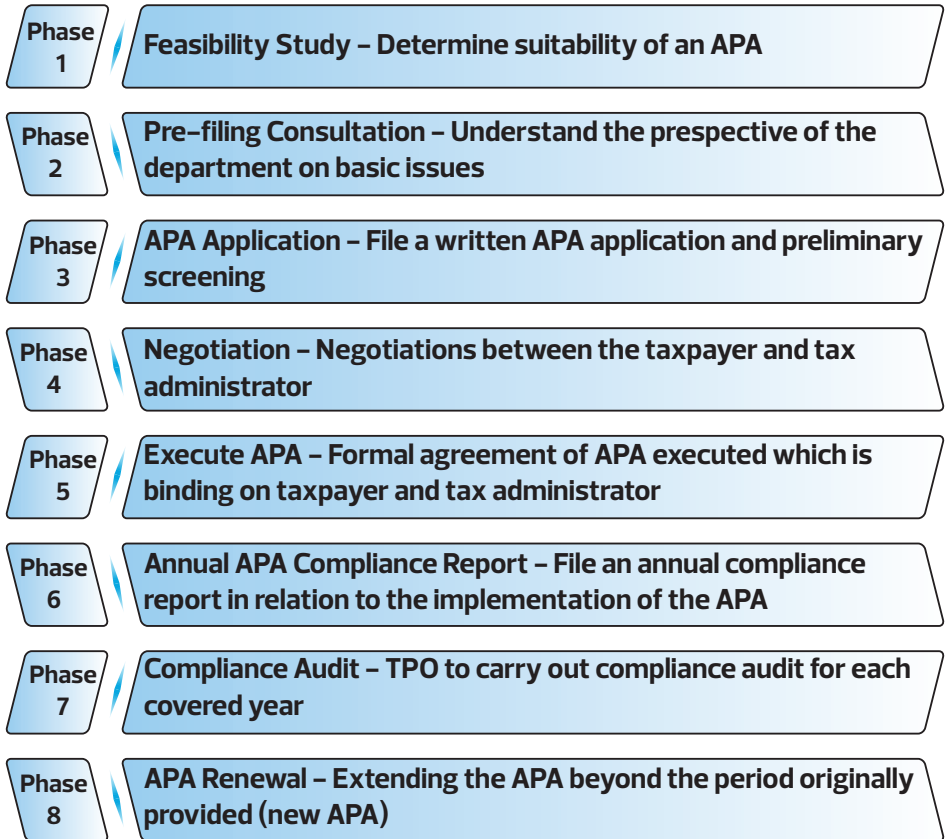 Phase
1
Feasibility Study – Determine suitability of an APA
Phase
2
Pre-filing Consultation – Understand the prespective of the
department on basic issues
Phase
3
APA Application – File a written APA application and preliminary
screening
Phase
4
Negotiation – Negotiations between the taxpayer and tax
administrator
Phase
5
Execute APA – Formal agreement of APA executed which is
binding on taxpayer and tax administrator
Phase
6
Annual APA Compliance Report – File an annual compliance
report in relation to the implementation of the APA
Phase
7
Compliance Audit – TPO to carry out compliance audit for each
covered year
Phase
8
APA Renewal – Extending the APA beyond the period originally
provided (new APA)